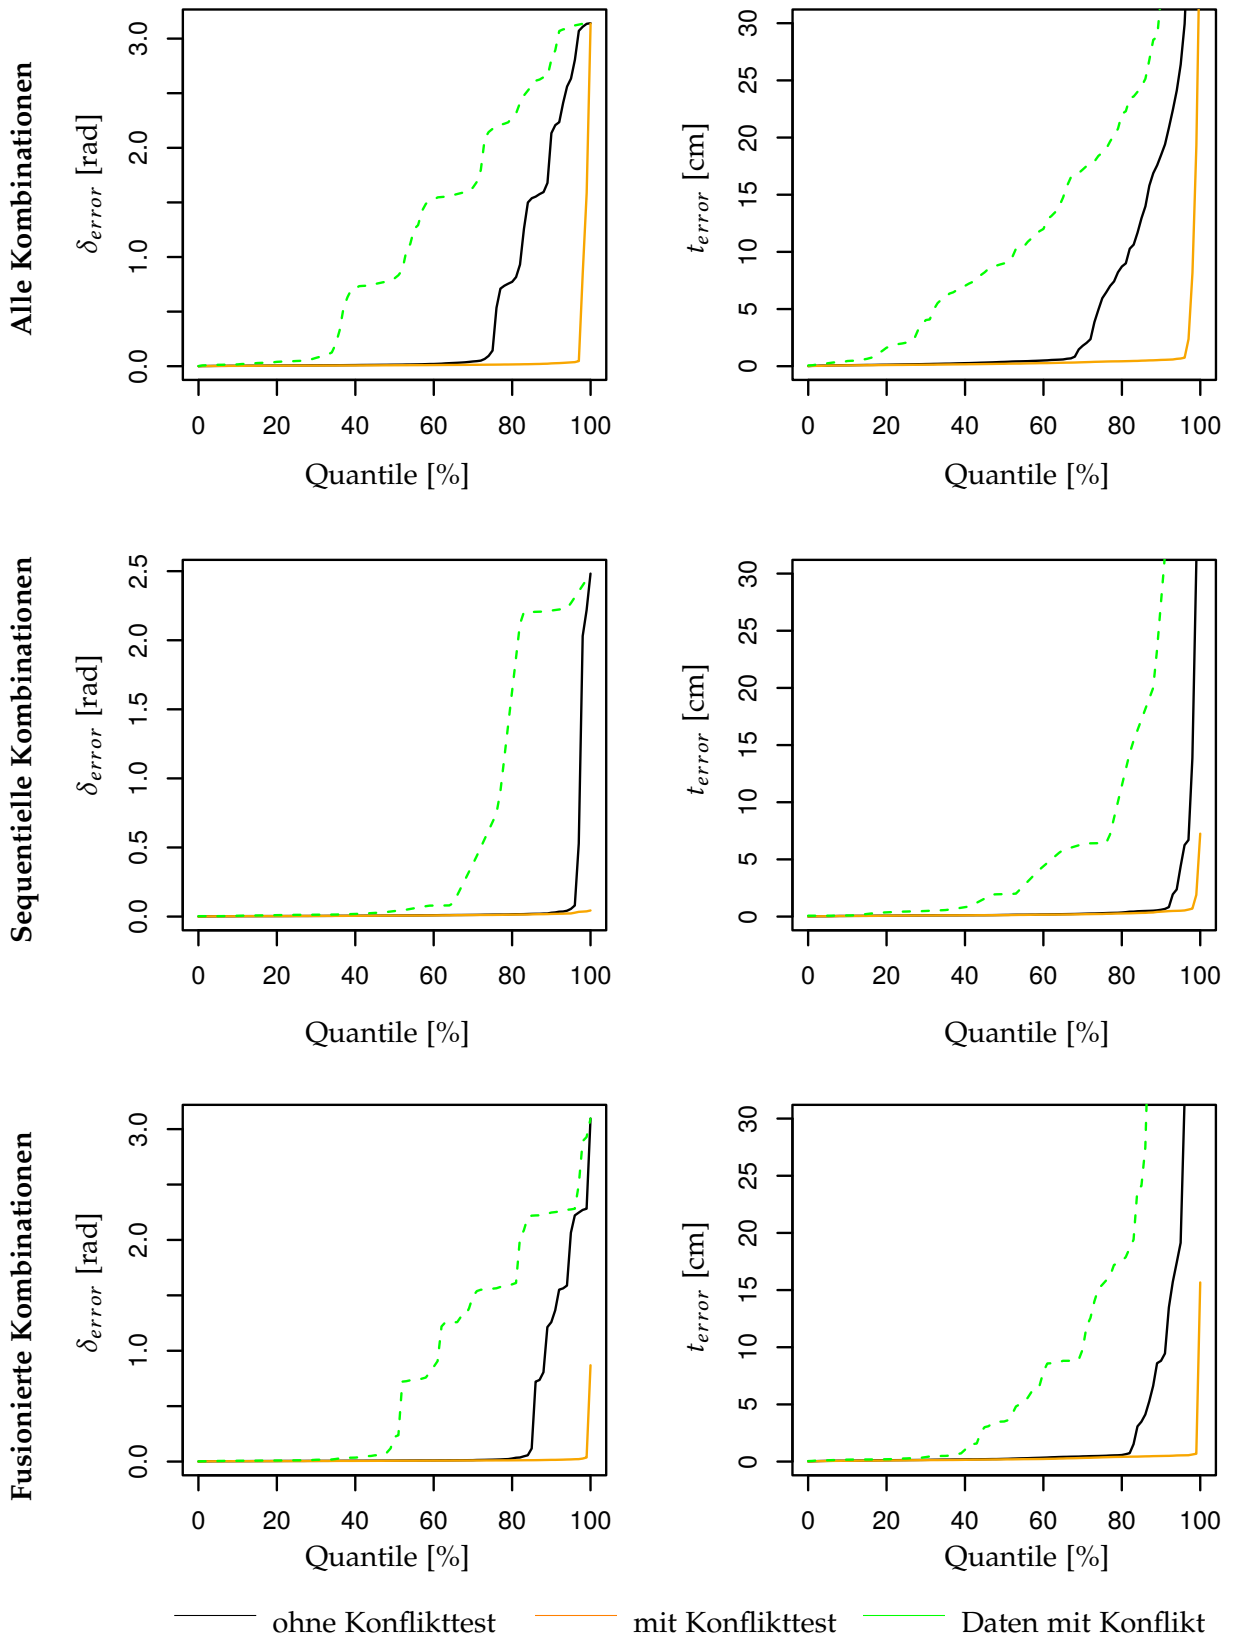 Alle Kombinationen
δerror [rad]
0.0 1.0 2.0 3.0
0 20 40 60 80 100
Quantile [%]
terror [cm]
0 5 10 15 20 25 30
0 20 40 60 80 100
Quantile [%]
Sequentielle Kombinationen
δerror [rad]
0.0 0.5 1.0 1.5 2.0 2.5
0 20 40 60 80 100
Quantile [%]
terror [cm]
0 5 10 15 20 25 30
0 20 40 60 80 100
Quantile [%]
Fusionierte Kombinationen
δerror [rad]
0.0 1.0 2.0 3.0
0 20 40 60 80 100
Quantile [%]
terror [cm]
0 5 10 15 20 25 30
0 20 40 60 80 100
Quantile [%]
ohne Konflikttest mit Konflikttest Daten mit Konflikt